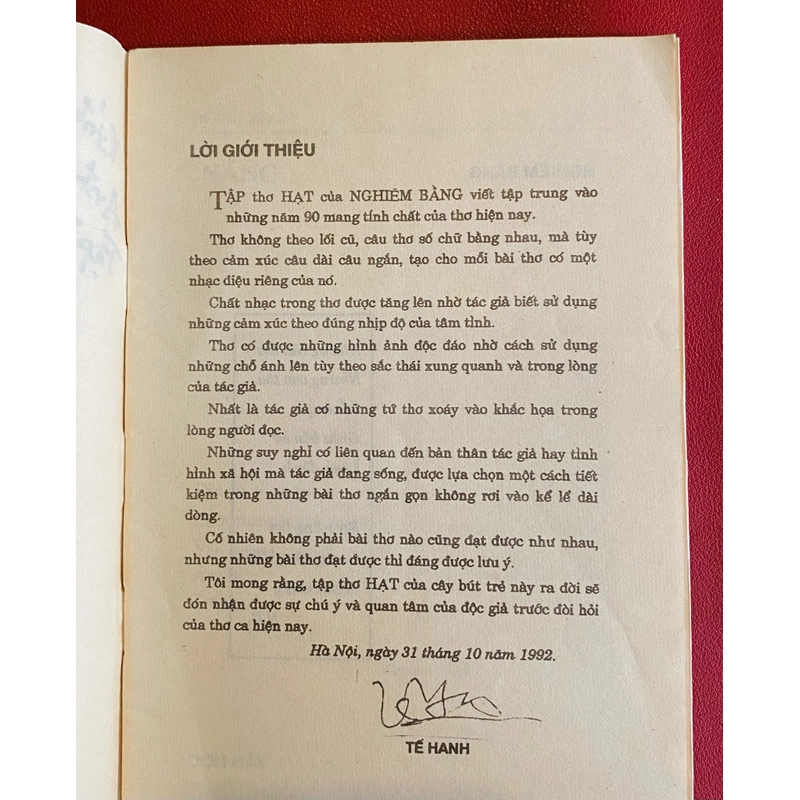 LỜI GIỚI THIỆU
TẬP thơ HẠT của NGHIÊM BẰNG viết tập trung vào
những năm 90 mang tính chất của thơ hiện nay.
Thơ không theo lối cũ, câu thơ số chữ bằng nhau, mà tùy
theo cảm xúc câu dài câu ngắn, tạo cho mỗi bài thơ có một
nhạc điệu riêng của nó.
Chất nhạc trong thơ được tăng lên nhờ tác giả biết sử dụng
những cảm xúc theo đúng nhịp độ của tâm tình.
Thơ có được những hình ảnh độc đáo nhờ cách sử dụng
những chỗ ánh lên tùy theo sắc thái xung quanh và trong lòng
của tác giả.
Nhất là tác giả có những tứ thơ xoáy vào khắc họa trong
lòng người đọc.
Những suy nghĩ có liên quan đến bản thân tác giả hay tình
hình xã hội mà tác giả đang sống, được lựa chọn một cách tiết
kiệm trong những bài thơ ngắn gọn không rơi vào kể lể dài
dòng.
Cố nhiên không phải bài thơ nào cũng đạt được như nhau,
nhưng những bài thơ đạt được thì đáng được lưu ý.
Tôi mong rằng, tập thơ HẠT của cây bút trẻ này ra đời sẽ
đón nhận được sự chú ý và quan tâm của độc giả trước đòi hỏi
của thơ ca hiện nay.
Hà Nội, ngày 31 tháng 10 năm 1992.
TẾ HANH